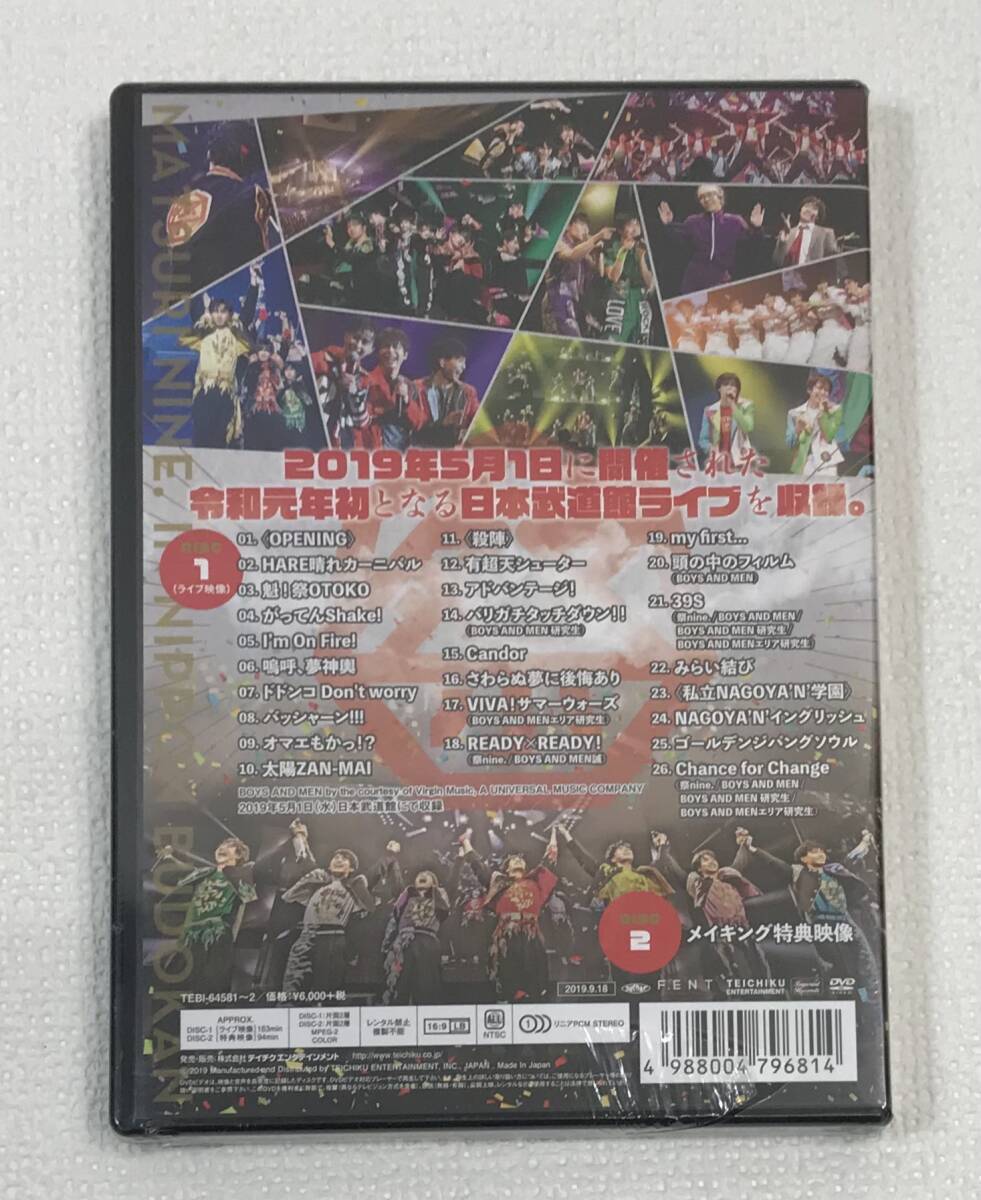 MATSURI NINE. IN NIPPON BUDOKAN
LOVE
2019年5月1日に開催された
令和元年初となる日本武道館ライブを収録。
DISC
1
(ライブ映像)
01.〈OPENING〉
02. HARE晴れカーニバル
03. 魁！祭OTOKO
04. がってんShake!
05. I'm On Fire!
06. 嗚呼、夢神輿
07. ドドンコ Don't worry
08. バッシャーン!!!
09. オマエもかっ!?
10. 太陽ZAN-MAI
11.〈殺陣〉
12. 有超天シューター
13. アドバンテージ!
14. バリガチタッチダウン!!
(BOYS AND MEN 研究生)
15. Candor
16. さわらぬ夢に後悔あり
17. VIVA!サマーウォーズ
(BOYS AND MENエリア研究生)
18. READY×READY!
(祭nine./BOYS AND MEN誠)
19. my first...
20. 頭の中のフィルム
(BOYS AND MEN)
21. 39S
(祭nine./BOYS AND MEN/
BOYS AND MEN 研究生/
BOYS AND MENエリア研究生)
22. みらい結び
23.〈私立NAGOYA'N'学園〉
24. NAGOYA'N'イングリッシュ
25. ゴールデンジパングソウル
26. Chance for Change
(祭nine./BOYS AND MEN
BOYS AND MEN 研究生/
BOYS AND MENエリア研究生)
BOYS AND MEN by the courtesy of Virgin Music, A UNIVERSAL MUSIC COMPANY
2019年5月1日(水)日本武道館にて収録
DISC
2
メイキング特典映像
TEBI-64581~2 ／価格：¥6,000+税
2019.9.18
FENT
TEICHIKU
ENTERTAINMENT
Imperial
Records
DVD
VIDEO
APPROX.
DISC-1 [ライブ映像] 163min
DISC-2 [特典映像] 94min
DISC-1：片面2層
DISC-2：片面2層
MPEG-2
COLOR
レンタル禁止
複製不能
16:9 LB
ALL
NTSC
1 リニアPCM STEREO
発売・販売：株式会社テイチクエンタテインメント http://www.teichiku.co.jp/
Ⓒ2019 Manufactured and Distributed by TEICHIKU ENTERTAINMENT, INC., JAPAN. Made in Japan
4 988004 796814